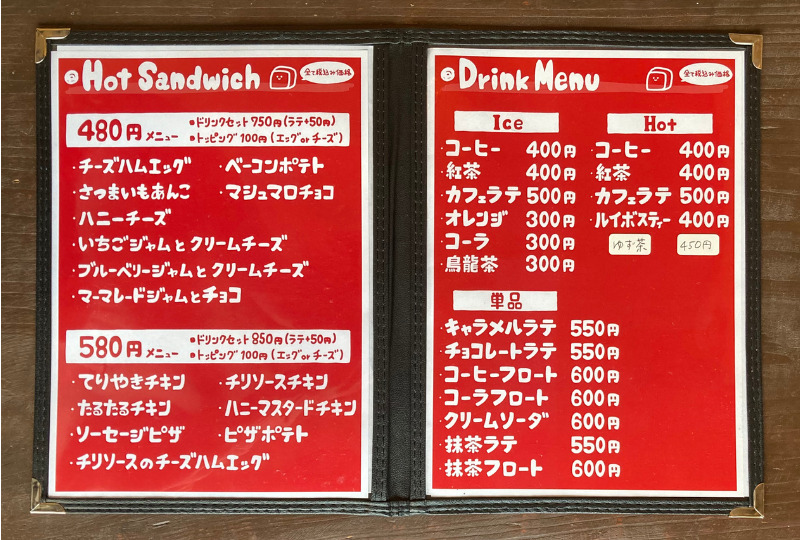 Hot Sandwich 全て税込み価格
480円メニュー
•ドリンクセット 750円(ラテ+50円)
•トッピング 100円(エッグorチーズ)
・チーズハムエッグ ・ベーコンポテト
・さつまいもあんこ ・マシュマロチョコ
・ハニーチーズ
・いちごジャムとクリームチーズ
・ブルーベリージャムとクリームチーズ
・マーマレードジャムとチョコ
580円メニュー
•ドリンクセット 850円(ラテ+50円)
•トッピング 100円(エッグorチーズ)
・てりやきチキン ・チリソースチキン
・たるたるチキン ・ハニーマスタードチキン
・ソーセージピザ ・ピザポテト
・チリソースのチーズハムエッグ
Drink Menu 全て税込み価格
Ice
・コーヒー 400円
・紅茶 400円
・カフェラテ 500円
・オレンジ 300円
・コーラ 300円
・烏龍茶 300円
Hot
・コーヒー 400円
・紅茶 400円
・カフェラテ 500円
・ルイボスティー 400円
ゆず茶 450円
単品
・キャラメルラテ 550円
・チョコレートラテ 550円
・コーヒーフロート 600円
・コーラフロート 600円
・クリームソーダ 600円
・抹茶ラテ 550円
・抹茶フロート 600円